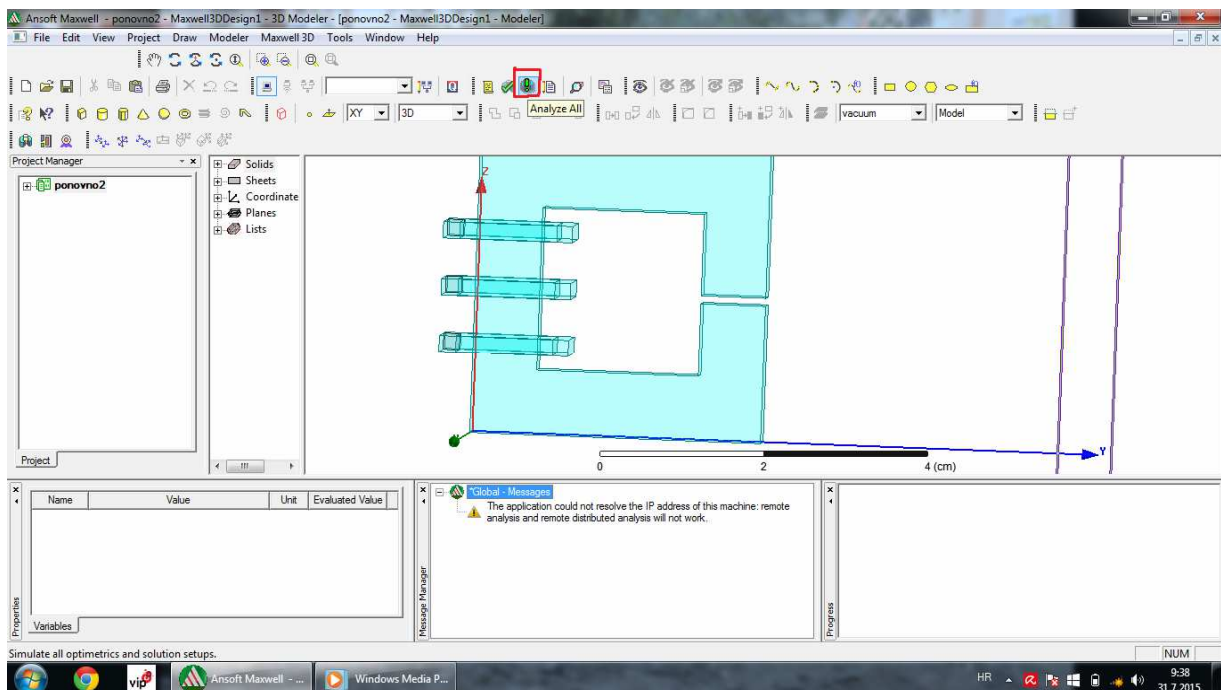 Ansoft Maxwell - ponovno2 - Maxwell3DDesign1 - 3D Modeler - [ponovno2 - Maxwell3DDesign1 - Modeler]
File Edit View Project Draw Modeler Maxwell 3D Tools Window Help
Analyze All
XY 3D vacuum Model
Project Manager
ponovno2
Project
Solids
Sheets
Coordinate
Planes
Lists
Z
Y
0 2 4 (cm)
Name Value Unit Evaluated Value
Variables
Properties
*Global - Messages
The application could not resolve the IP address of this machine: remote
analysis and remote distributed analysis will not work.
Message Manager
Progress
Simulate all optimetrics and solution setups.
NUM
vip
Ansoft Maxwell - ...
Windows Media P...
HR
9:38
31.7.2015